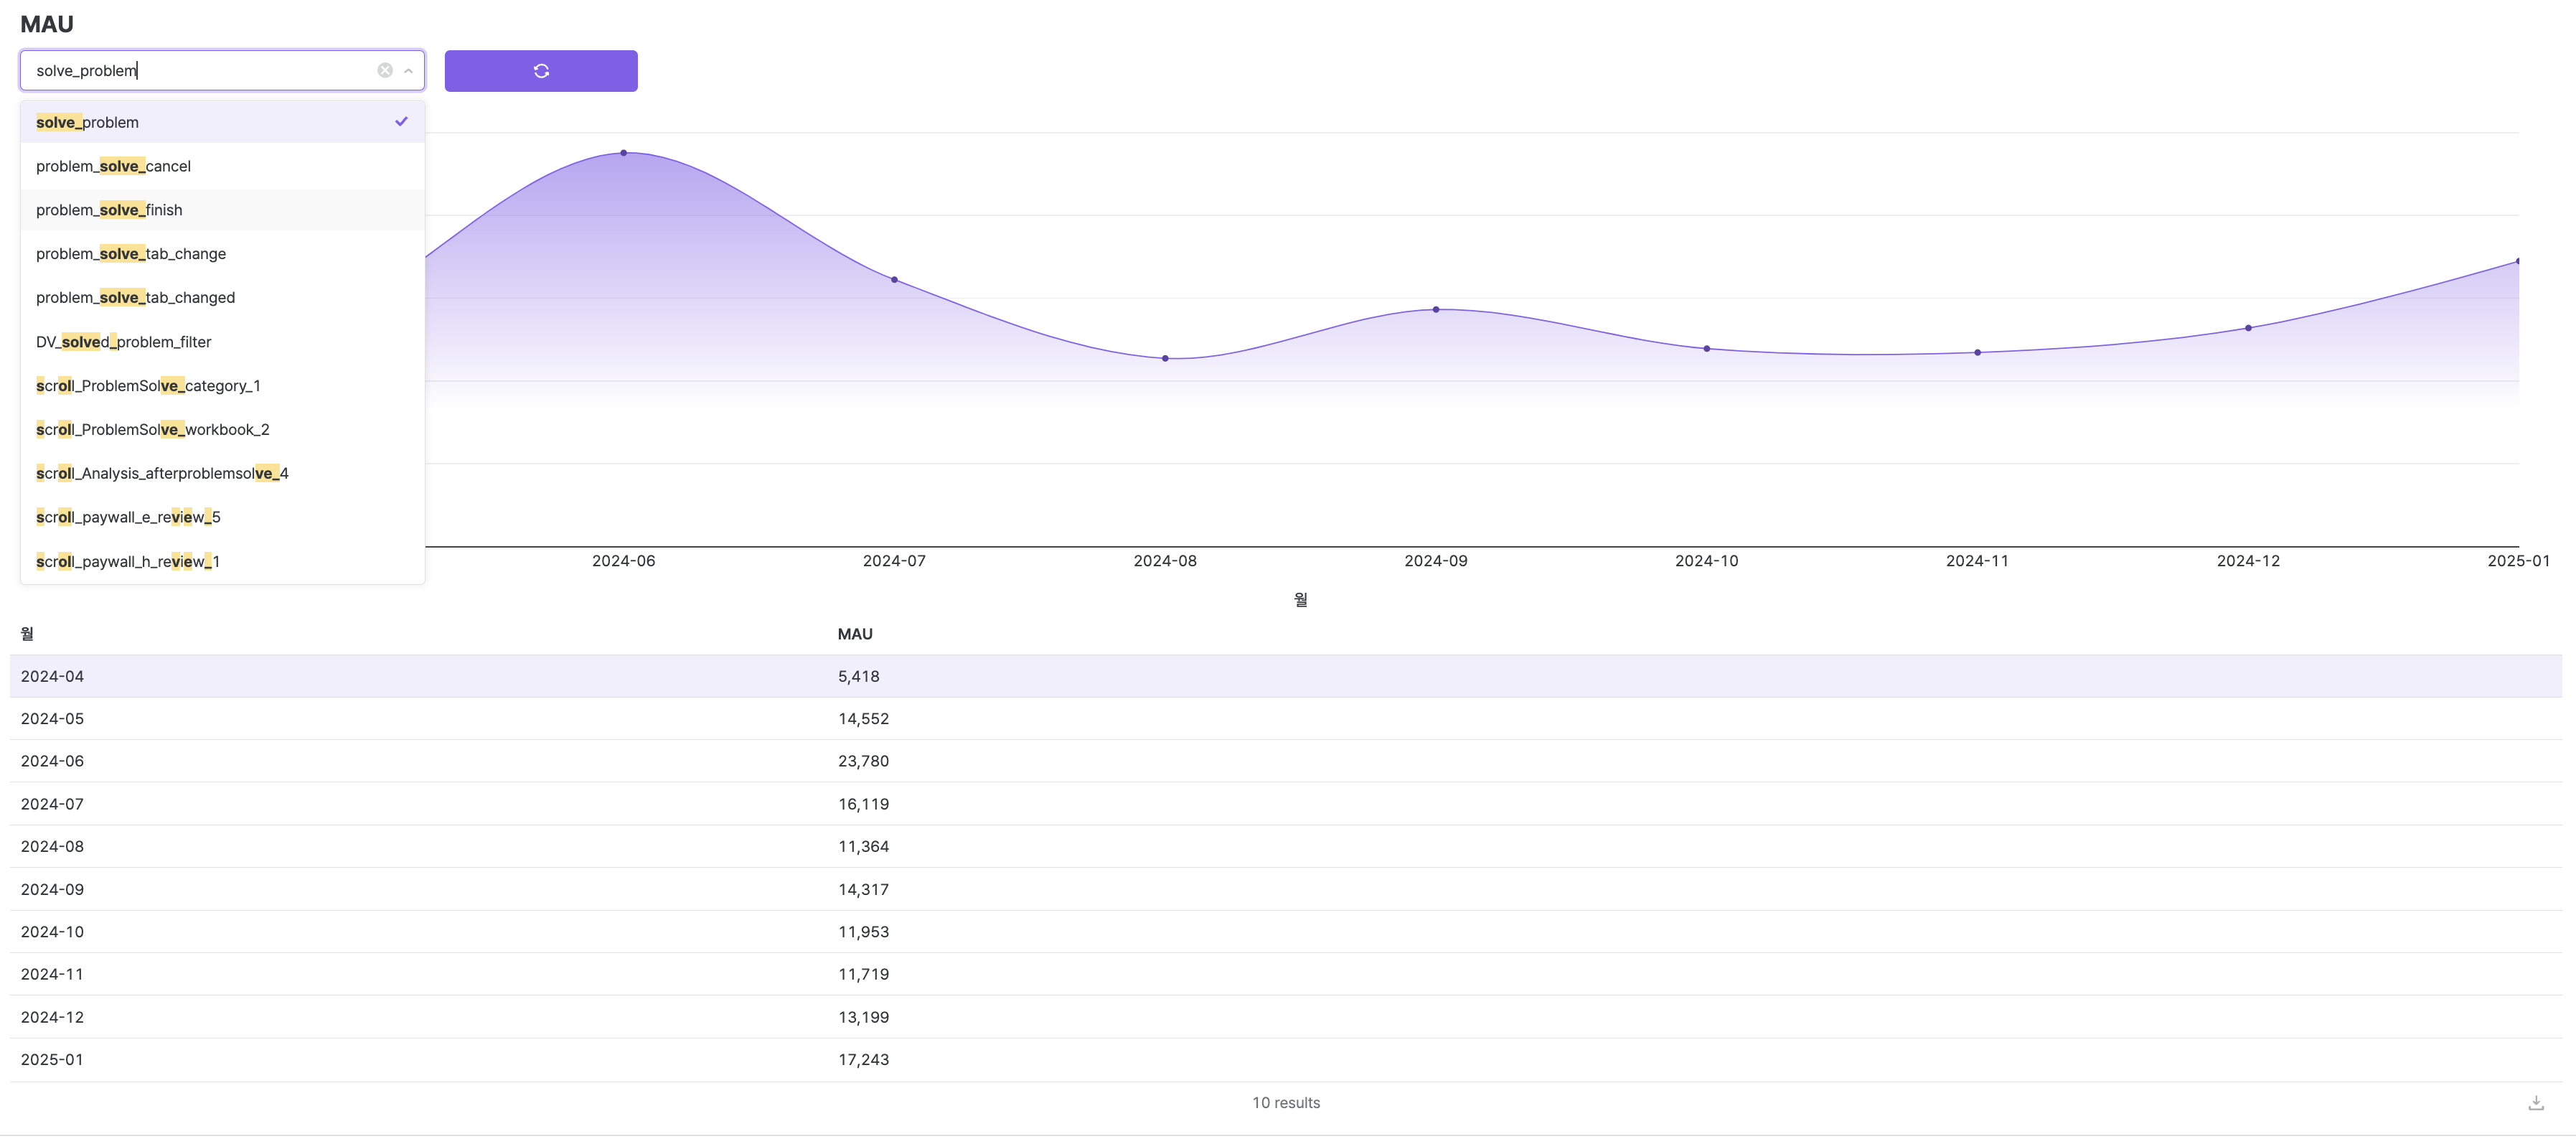 MAU
solve_problem
solve_problem
problem_solve_cancel
problem_solve_finish
problem_solve_tab_change
problem_solve_tab_changed
DV_solved_problem_filter
scroll_ProblemSolve_category_1
scroll_ProblemSolve_workbook_2
scroll_Analysis_afterproblemsolve_4
scroll_paywall_e_review_5
scroll_paywall_h_review_1
2024-06 2024-07 2024-08 2024-09 2024-10 2024-11 2024-12 2025-01
월
월 MAU
2024-04 5,418
2024-05 14,552
2024-06 23,780
2024-07 16,119
2024-08 11,364
2024-09 14,317
2024-10 11,953
2024-11 11,719
2024-12 13,199
2025-01 17,243
10 results